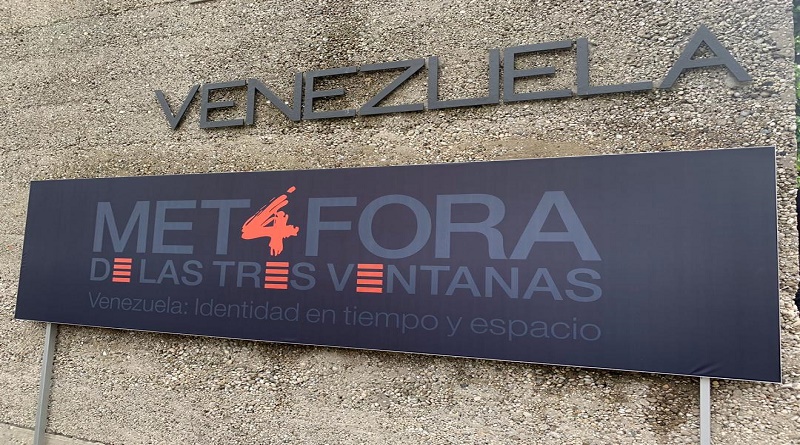 VENEZUELA
MET4FORA
DE LAS TRES VENTANAS
Venezuela: Identidad en tiempo y espacio